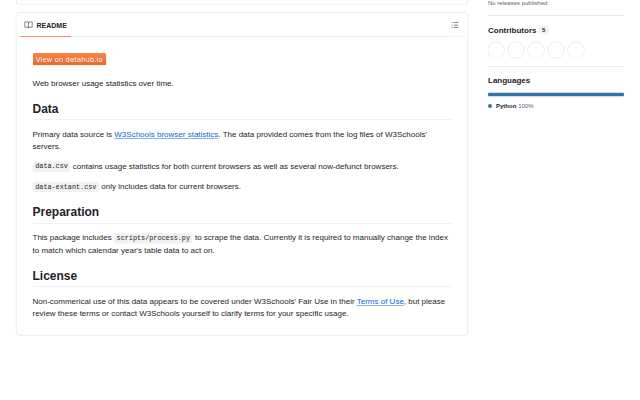 No releases published
README
Contributors 5
View on datahub.io
Web browser usage statistics over time.
Languages
Data
Python 100%
Primary data source is W3Schools browser statistics. The data provided comes from the log files of W3Schools'
servers.
data.csv contains usage statistics for both current browsers as well as several now-defunct browsers.
data-extant.csv only includes data for current browsers.
Preparation
This package includes scripts/process.py to scrape the data. Currently it is required to manually change the index
to match which calendar year's table data to act on.
License
Non-commerical use of this data appears to be covered under W3Schools' Fair Use in their Terms of Use, but please
review these terms or contact W3Schools yourself to clarify terms for your specific usage.